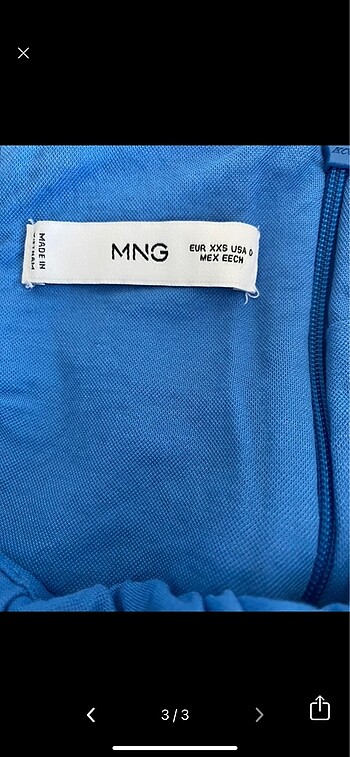 MADE IN
MNG
EUR XXS USA 0
MEX EECH
3/3